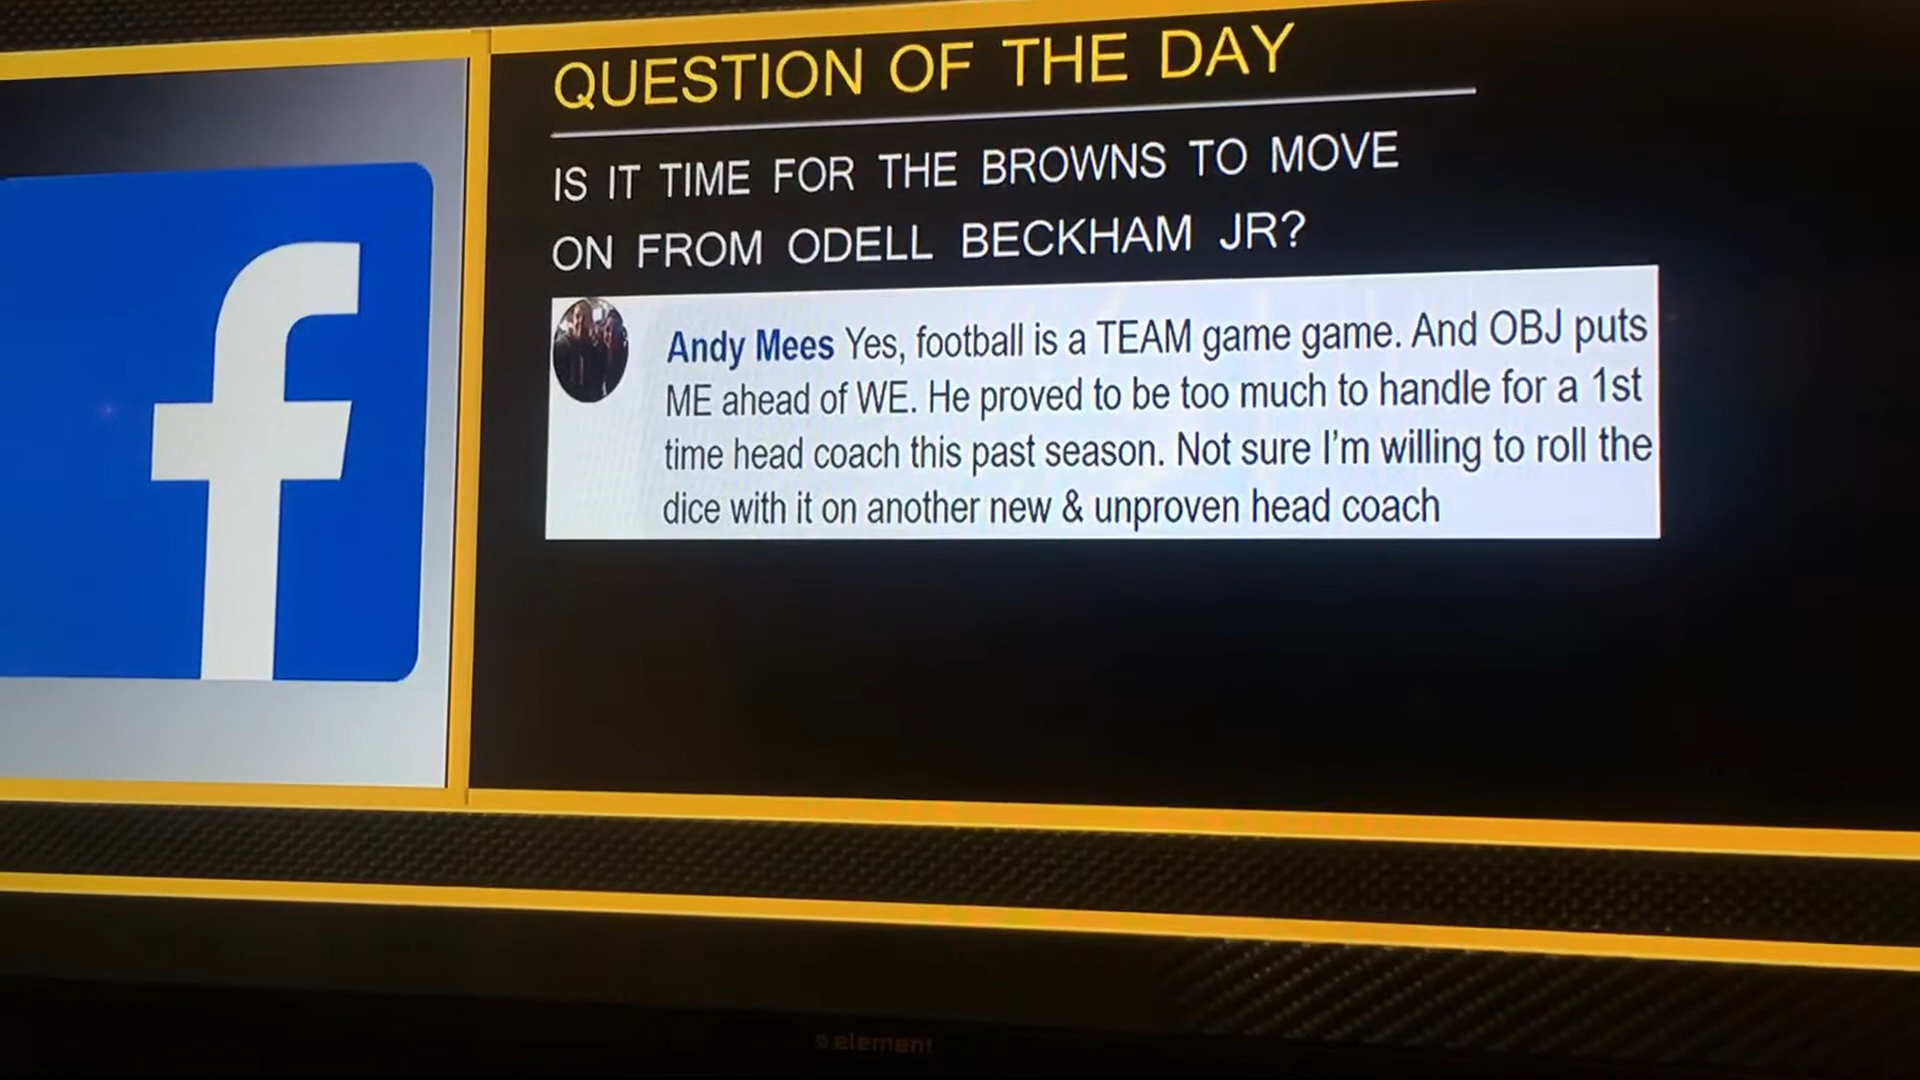 QUESTION OF THE DAY
IS IT TIME FOR THE BROWNS TO MOVE
ON FROM ODELL BECKHAM JR?
Andy Mees Yes, football is a TEAM game game. And OBJ puts
ME ahead of WE. He proved to be too much to handle for a 1st
time head coach this past season. Not sure I'm willing to roll the
dice with it on another new & unproven head coach
f
element